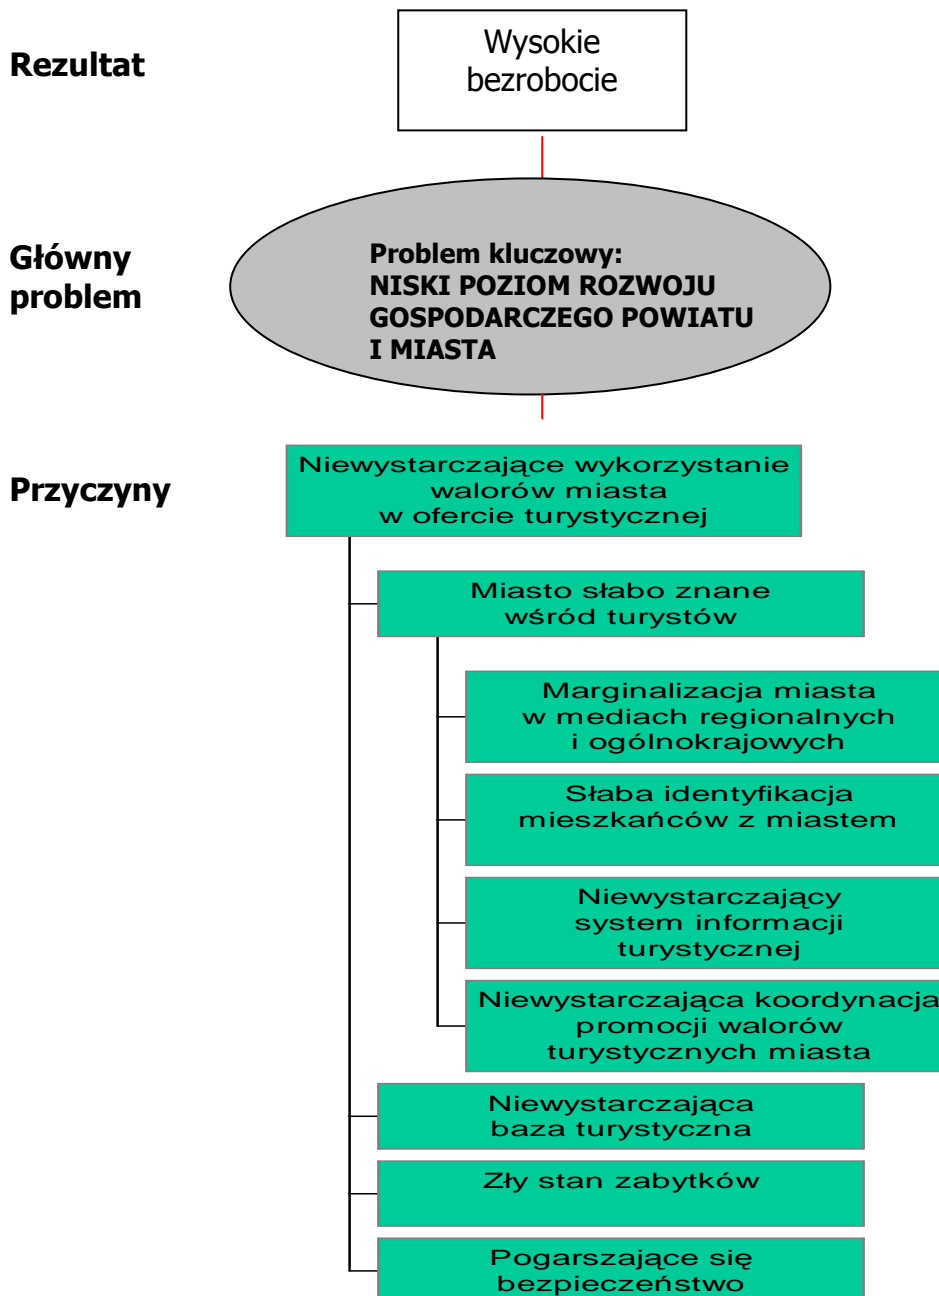 Rezultat
Wysokie
bezrobocie
Główny
problem
Problem kluczowy:
NISKI POZIOM ROZWOJU
GOSPODARCZEGO POWIATU
I MIASTA
Przyczyny
Niewystarczające wykorzystanie
walorów miasta
w ofercie turystycznej
Miasto słabo znane
wśród turystów
Marginalizacja miasta
w mediach regionalnych
i ogólnokrajowych
Słaba identyfikacja
mieszkańców z miastem
Niewystarczający
system informacji
turystycznej
Niewystarczająca koordynacja
promocji walorów
turystycznych miasta
Niewystarczająca
baza turystyczna
Zły stan zabytków
Pogarszające się
bezpieczeństwo